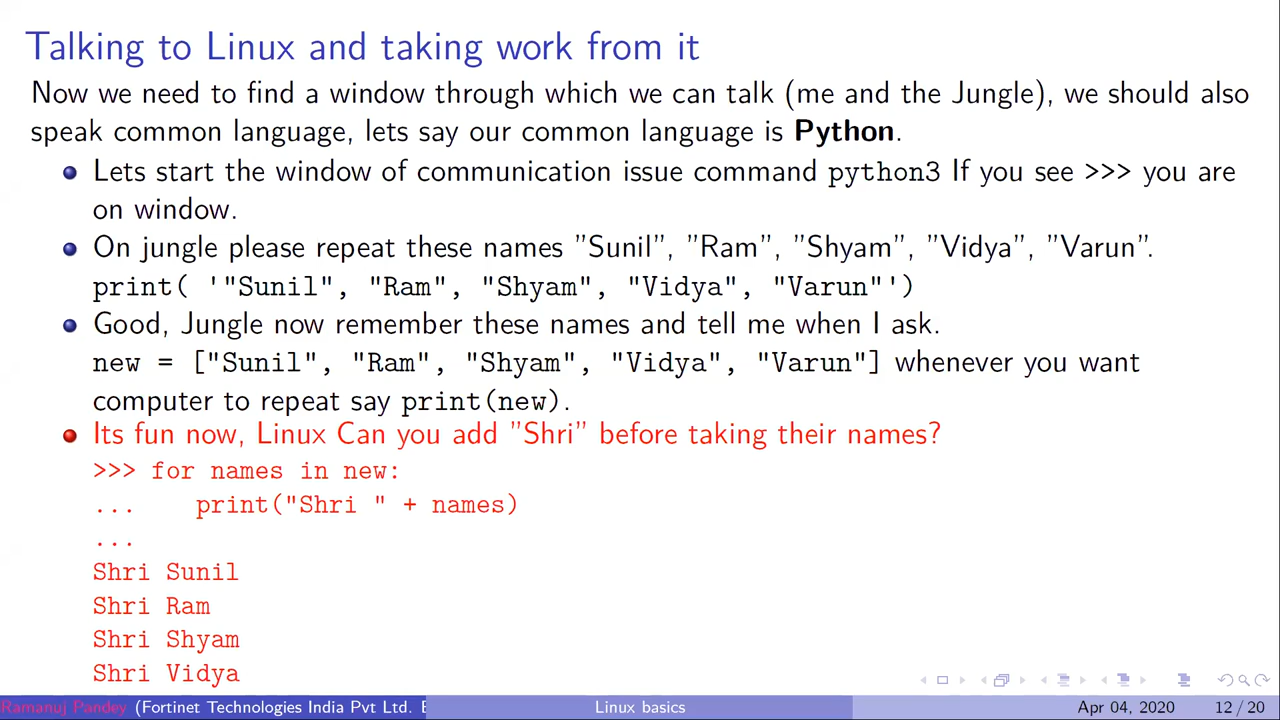 Talking to Linux and taking work from it
Now we need to find a window through which we can talk (me and the Jungle), we should also
speak common language, lets say our common language is Python.
Lets start the window of communication issue command python3 If you see >>> you are
on window.
On jungle please repeat these names ”Sunil”, ”Ram”, ”Shyam”, ”Vidya”, ”Varun”.
print( '"Sunil", "Ram", "Shyam", "Vidya", "Varun"')
Good, Jungle now remember these names and tell me when I ask.
new = ["Sunil", "Ram", "Shyam", "Vidya", "Varun"] whenever you want
computer to repeat say print(new).
Its fun now, Linux Can you add ”Shri” before taking their names?
>>> for names in new:
...    print("Shri " + names)
...
Shri Sunil
Shri Ram
Shri Shyam
Shri Vidya
Ramanuj Pandey (Fortinet Technologies India Pvt Ltd. E Linux basics Apr 04, 2020 12 / 20